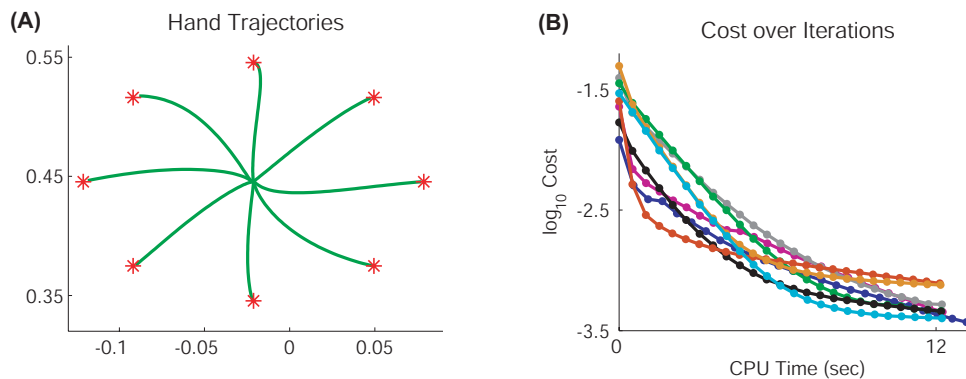 (A)
Hand Trajectories
0.55
0.45
0.35
-0.1
-0.05
0
0.05
(B)
Cost over Iterations
log10 Cost
-1.5
-2.5
-3.5
0
12
CPU Time (sec)